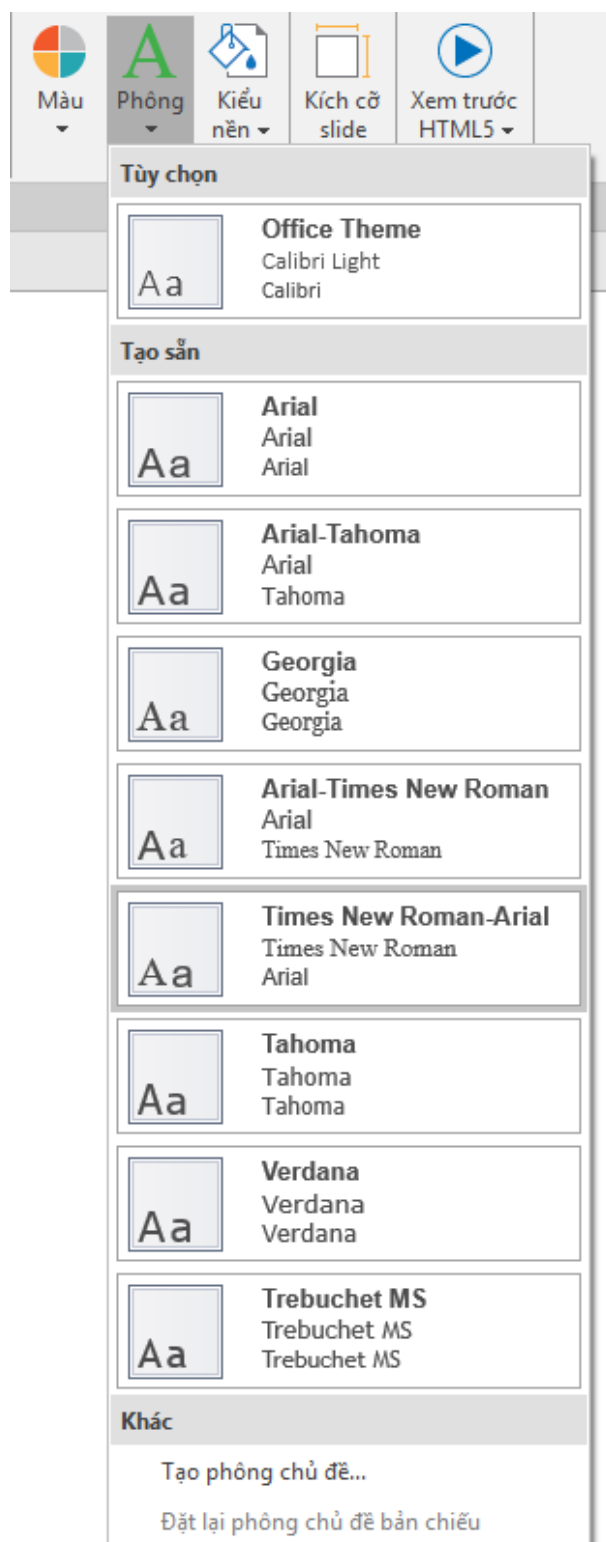 Màu
Phông
Kiểu
nền
Kích cỡ
slide
Xem trước
HTML5
Tùy chọn
Aa
Office Theme
Calibri Light
Calibri
Tạo sẵn
Aa
Arial
Arial
Arial
Aa
Arial-Tahoma
Arial
Tahoma
Aa
Georgia
Georgia
Georgia
Aa
Arial-Times New Roman
Arial
Times New Roman
Aa
Times New Roman-Arial
Times New Roman
Arial
Aa
Tahoma
Tahoma
Tahoma
Aa
Verdana
Verdana
Verdana
Aa
Trebuchet MS
Trebuchet MS
Trebuchet MS
Khác
Tạo phông chủ đề...
Đặt lại phông chủ đề bản chiếu